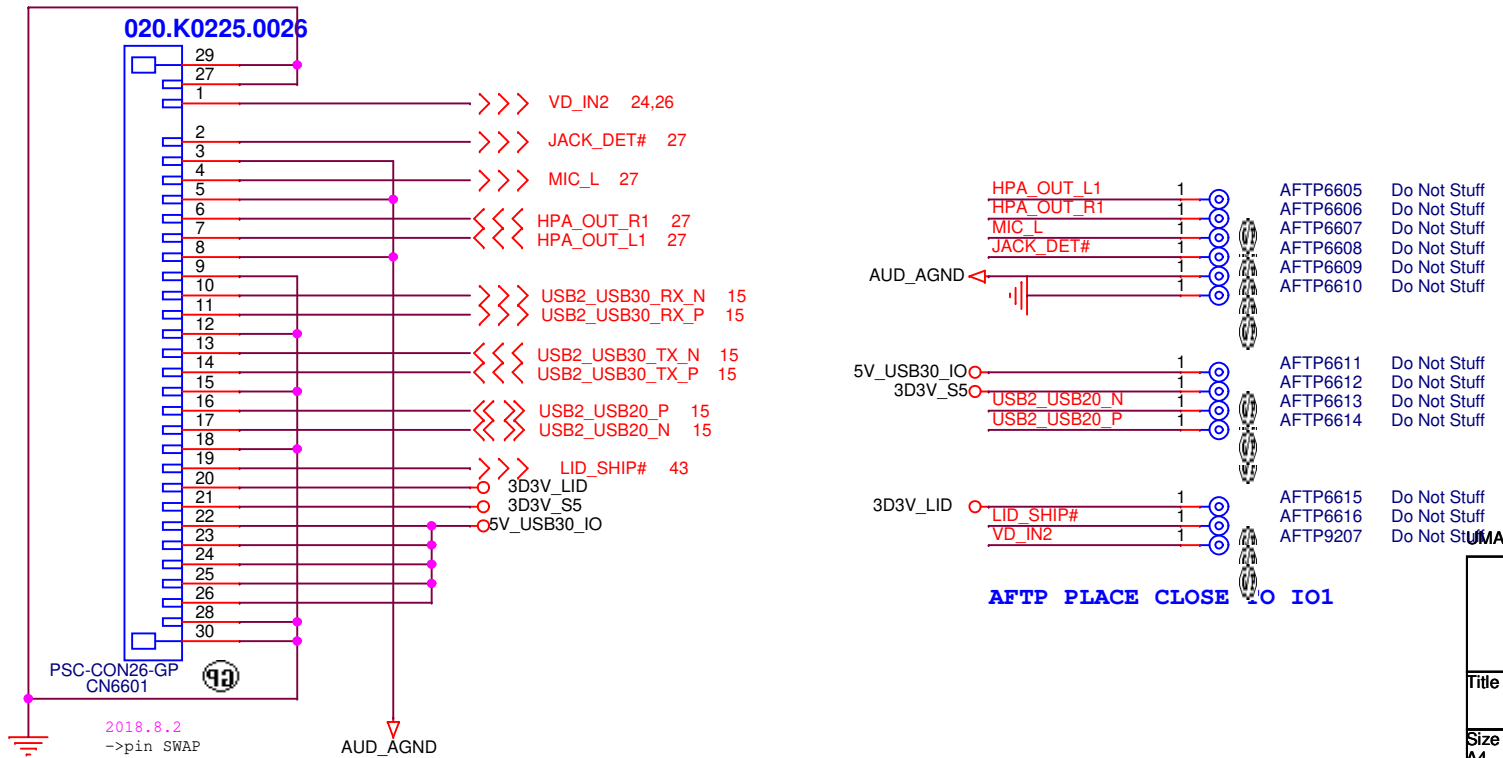 020.K0225.0026
29
27
1 VD_IN2 24,26
2 JACK_DET# 27
3
4 MIC_L 27
5
6 HPA_OUT_R1 27
7 HPA_OUT_L1 27
8
9
10 USB2_USB30_RX_N 15
11 USB2_USB30_RX_P 15
12
13 USB2_USB30_TX_N 15
14 USB2_USB30_TX_P 15
15
16 USB2_USB20_P 15
17 USB2_USB20_N 15
18
19 LID_SHIP# 43
20 3D3V_LID
21 3D3V_S5
22 5V_USB30_IO
23
24
25
26
28
30
PSC-CON26-GP
CN6601
GP
2018.8.2
->pin SWAP
AUD_AGND
HPA_OUT_L1 1 AFTP6605 Do Not Stuff
HPA_OUT_R1 1 AFTP6606 Do Not Stuff
MIC_L 1 AFTP6607 Do Not Stuff
JACK_DET# 1 AFTP6608 Do Not Stuff
AUD_AGND 1 AFTP6609 Do Not Stuff
1 AFTP6610 Do Not Stuff
5V_USB30_IO 1 AFTP6611 Do Not Stuff
3D3V_S5 1 AFTP6612 Do Not Stuff
USB2_USB20_N 1 AFTP6613 Do Not Stuff
USB2_USB20_P 1 AFTP6614 Do Not Stuff
3D3V_LID 1 AFTP6615 Do Not Stuff
LID_SHIP# 1 AFTP6616 Do Not Stuff
VD_IN2 1 AFTP9207 Do Not Stuff
UMA
AFTP PLACE CLOSE TO IO1
Title
Size
A4